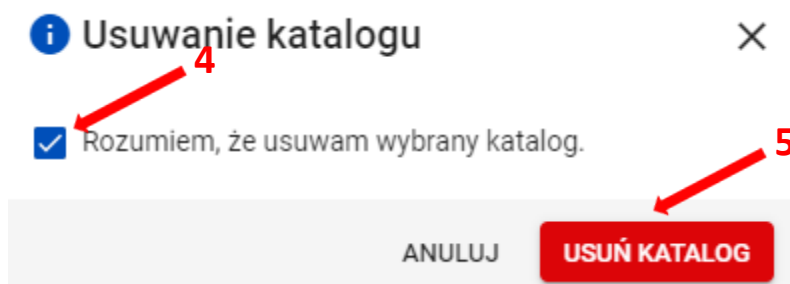 Usuwanie katalogu
4
Rozumiem, że usuwam wybrany katalog.
5
ANULUJ USUŃ KATALOG